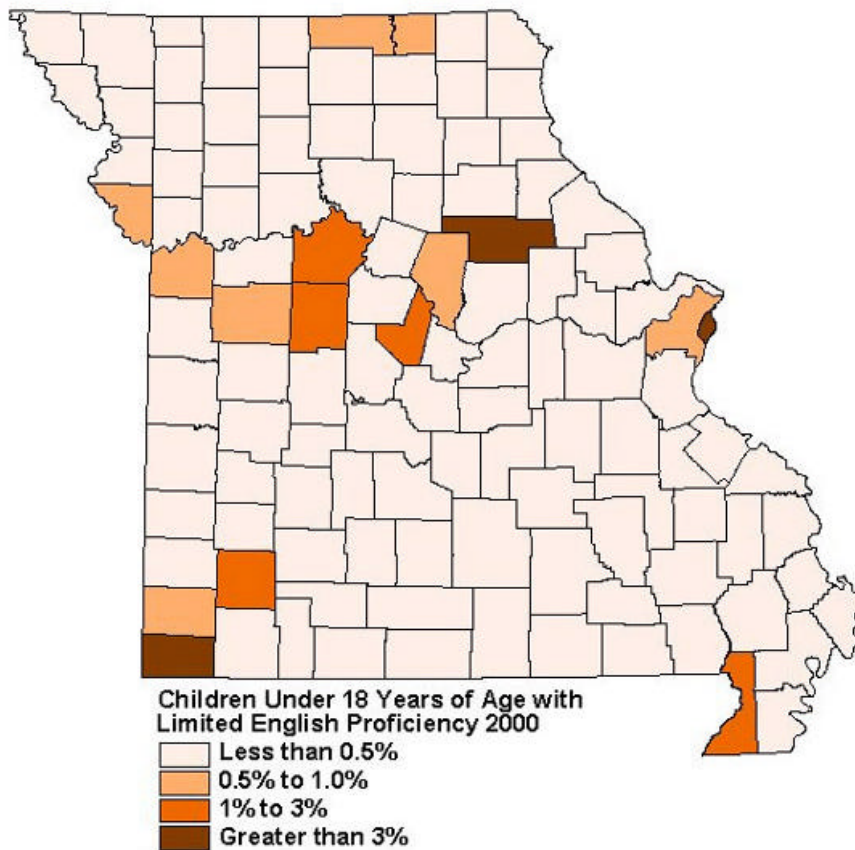 Children Under 18 Years of Age with
Limited English Proficiency 2000
Less than 0.5%
0.5% to 1.0%
1% to 3%
Greater than 3%